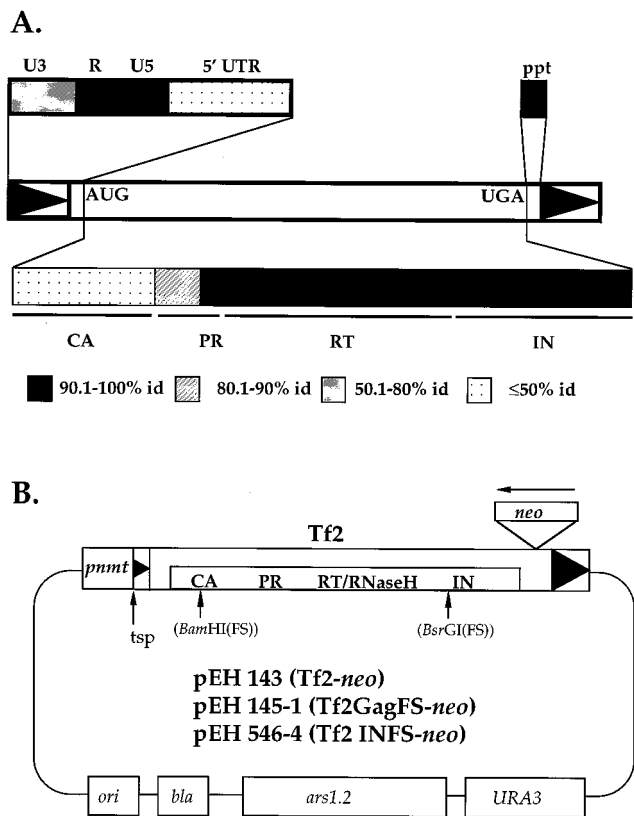 A.
U3 R U5 5' UTR ppt
AUG UGA
CA PR RT IN
90.1-100% id 80.1-90% id 50.1-80% id ≤50% id
B.
neo
Tf2
pnmt
CA PR RT/RNaseH IN
tsp (BamHI(FS)) (BsrGI(FS))
pEH 143 (Tf2-neo)
pEH 145-1 (Tf2GagFS-neo)
pEH 546-4 (Tf2 INFS-neo)
ori bla ars1.2 URA3